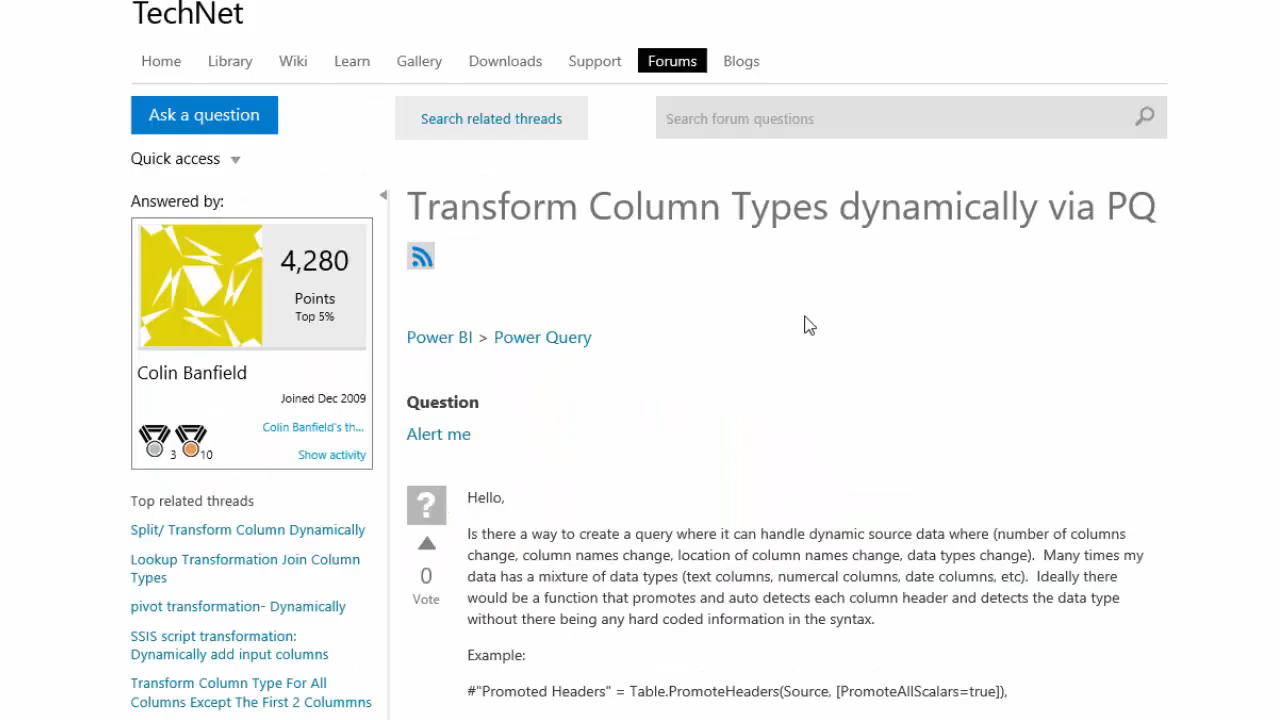 TechNet
Home Library Wiki Learn Gallery Downloads Support Forums Blogs
Ask a question
Search related threads
Search forum questions
Quick access
Answered by:
4,280
Points
Top 5%
Colin Banfield
Joined Dec 2009
Colin Banfield's th...
3 10
Show activity
Top related threads
Split/ Transform Column Dynamically
Lookup Transformation Join Column
Types
pivot transformation- Dynamically
SSIS script transformation:
Dynamically add input columns
Transform Column Type For All
Columns Except The First 2 Colummns
Transform Column Types dynamically via PQ
Power BI > Power Query
Question
Alert me
?
0
Vote
Hello,
Is there a way to create a query where it can handle dynamic source data where (number of columns
change, column names change, location of column names change, data types change). Many times my
data has a mixture of data types (text columns, numercal columns, date columns, etc). Ideally there
would be a function that promotes and auto detects each column header and detects the data type
without there being any hard coded information in the syntax.
Example:
#"Promoted Headers" = Table.PromoteHeaders(Source, [PromoteAllScalars=true]),